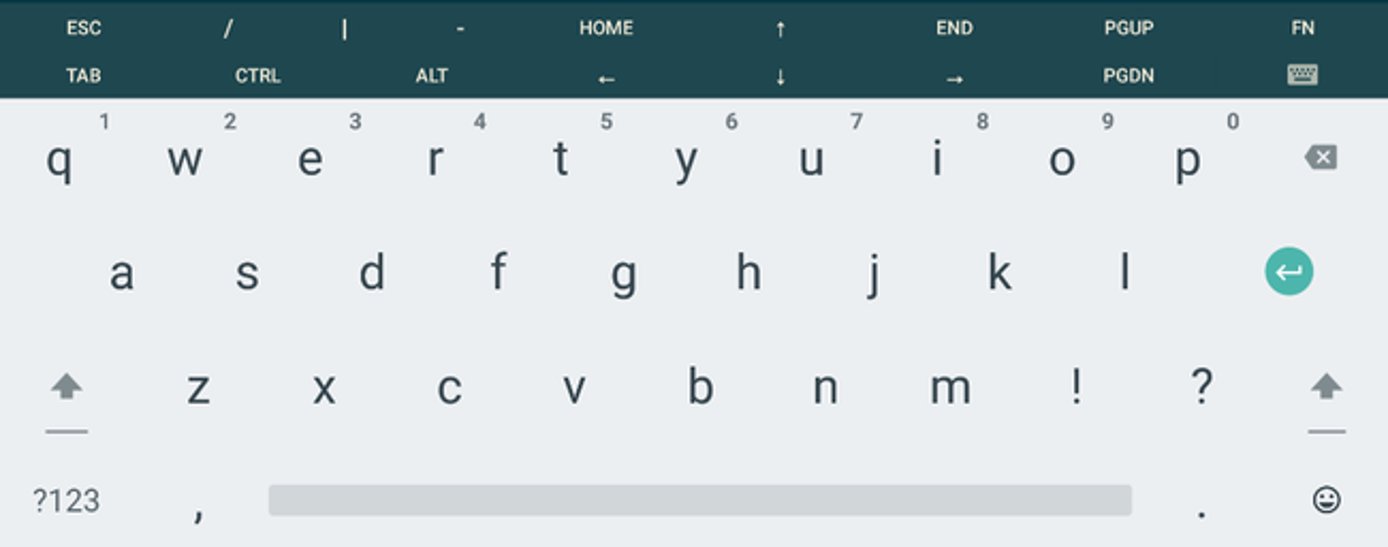 ESC / | - HOME ↑ END PGUP FN
TAB CTRL ALT ← ↓ → PGDN
1 2 3 4 5 6 7 8 9 0
q w e r t y u i o p
a s d f g h j k l
z x c v b n m ! ?
?123 , .